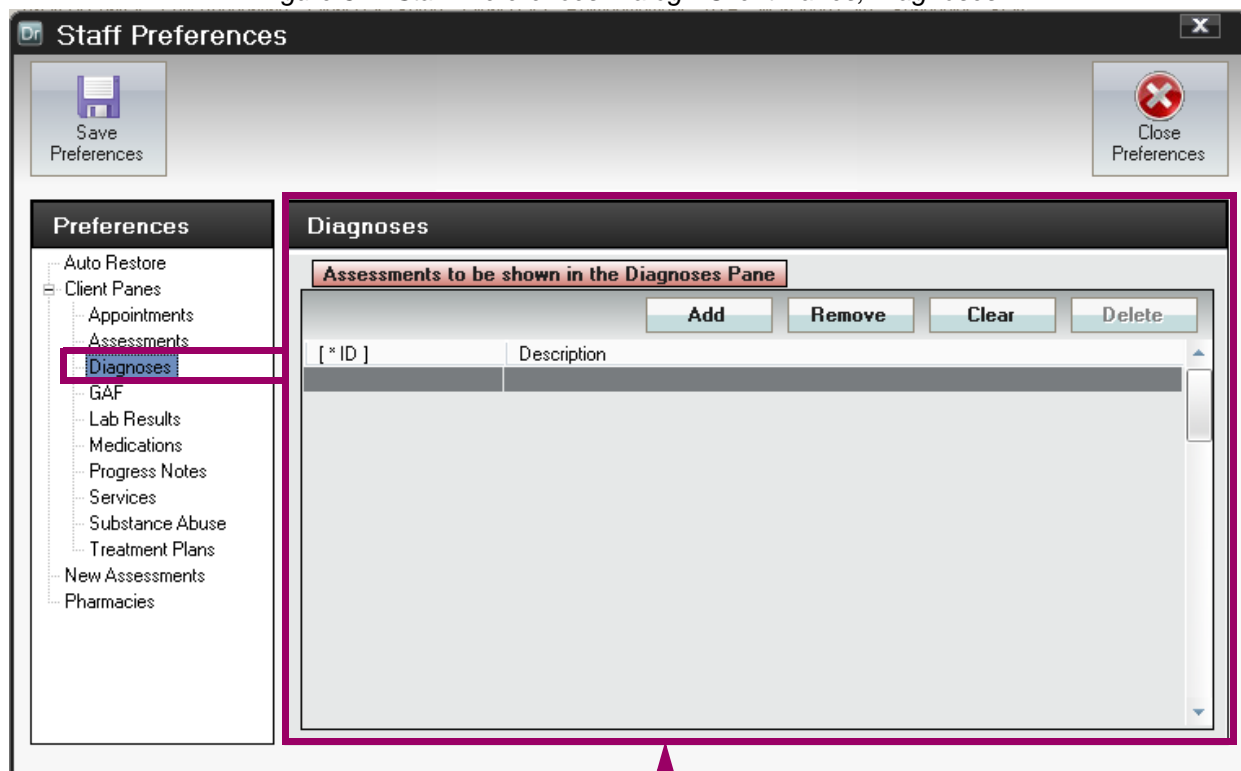 Dr Staff Preferences X
Save
Preferences
Close
Preferences
Preferences
Auto Restore
Client Panes
Appointments
Assessments
Diagnoses
GAF
Lab Results
Medications
Progress Notes
Services
Substance Abuse
Treatment Plans
New Assessments
Pharmacies
Diagnoses
Assessments to be shown in the Diagnoses Pane
Add Remove Clear Delete
[ * ID ] Description